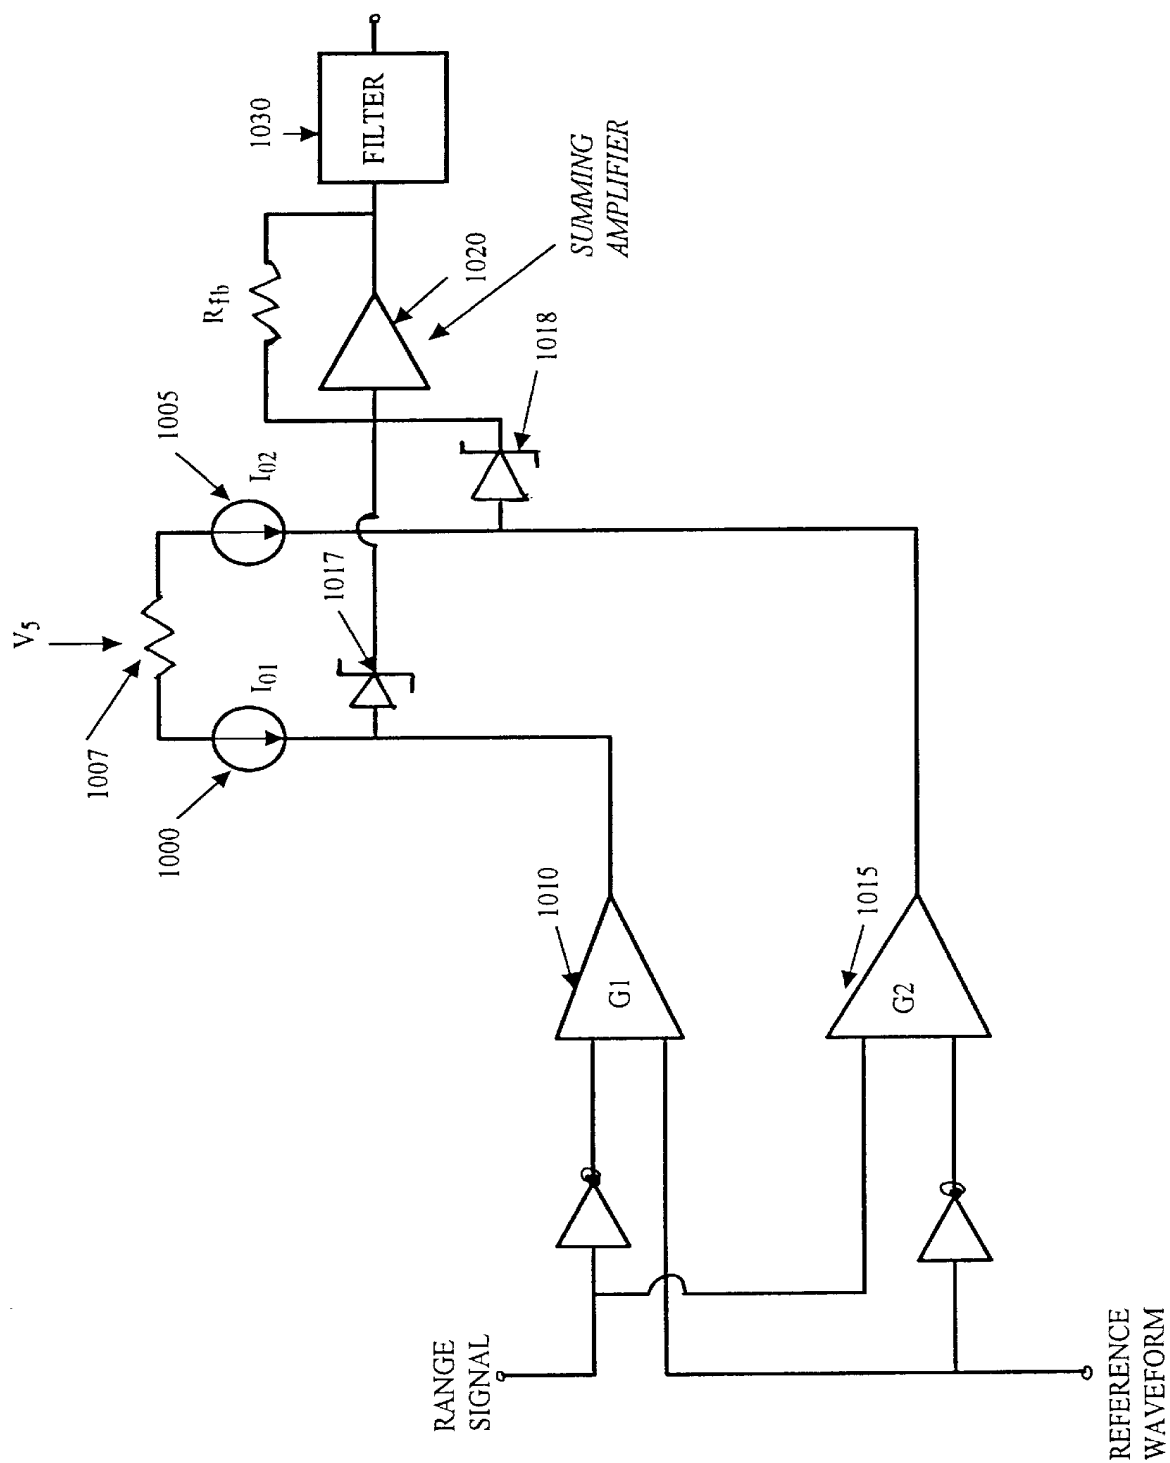 V5
1007
1000
I01
1005
I02
1017
Rfb
1030
FILTER
1020
SUMMING
AMPLIFIER
1018
1010
G1
1015
G2
RANGE
SIGNAL
REFERENCE
WAVEFORM